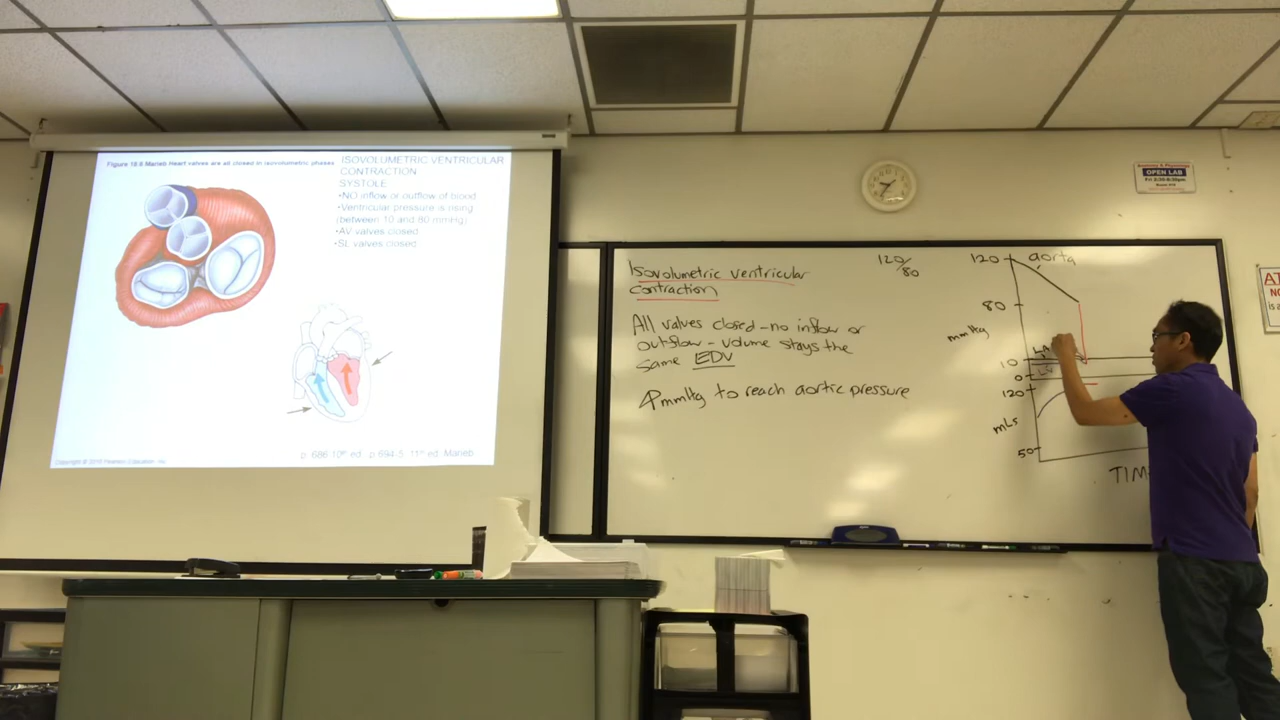 Figure 18.8 Marieb Heart valves are all closed in isovolumetric phases
ISOVOLUMETRIC VENTRICULAR
CONTRACTION
SYSTOLE
•NO inflow or outflow of blood
•Ventricular pressure is rising
(between 10 and 80 mmHg)
•AV valves closed
•SL valves closed
p. 686 10th ed., p 694-5, 11th ed. Marieb
Isovolumetric ventricular
contraction
All valves closed - no inflow or
outflow - volume stays the
same EDV
↑mmHg to reach aortic pressure
120/80
120
aorta
80
mmHg
10
LA
0
LV
120
mLs
50
TIM
OPEN LAB